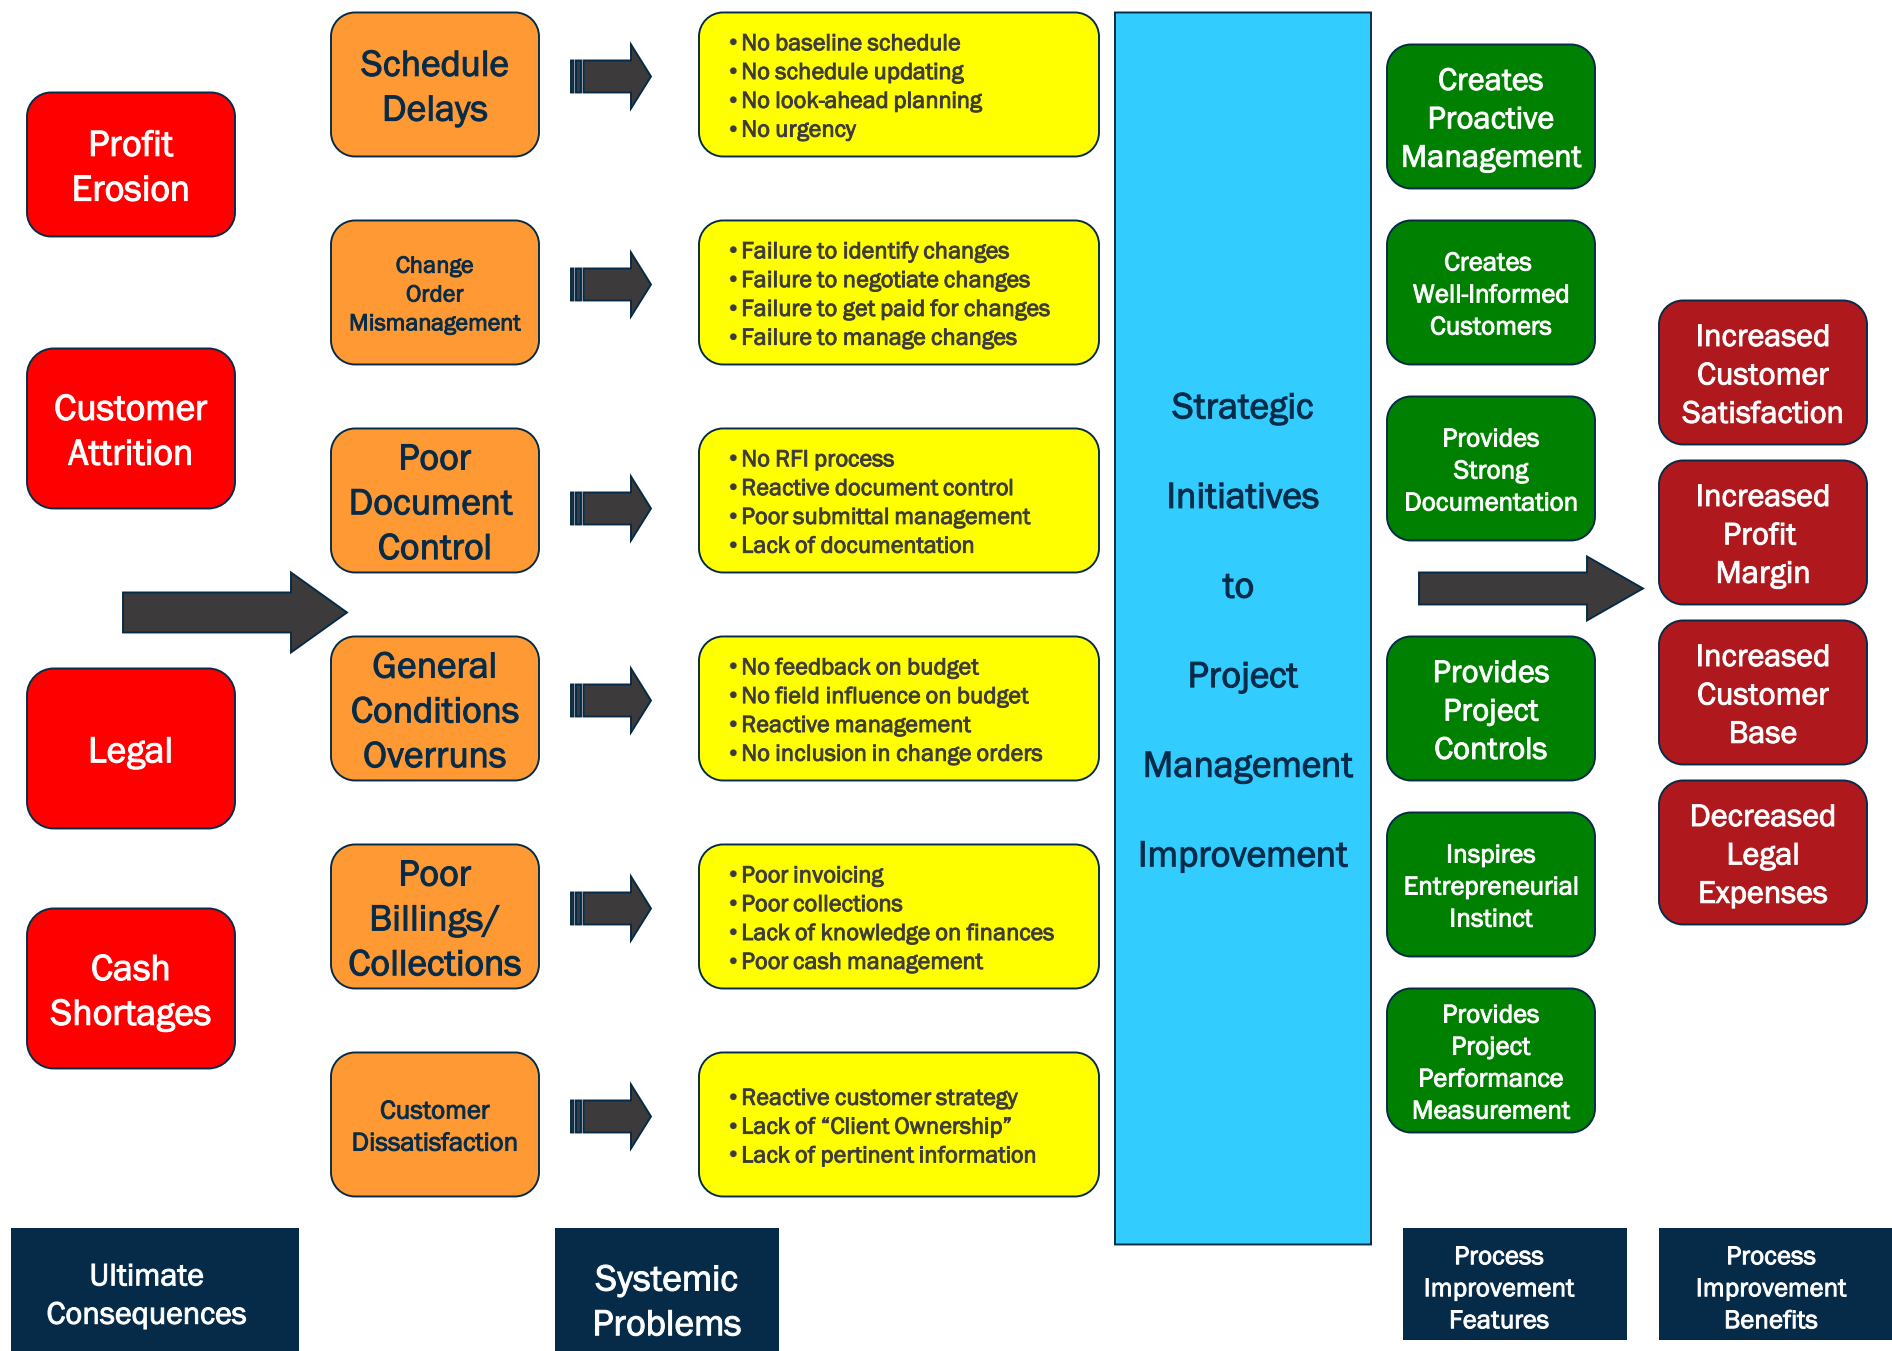 Profit
Erosion
Customer
Attrition
Legal
Cash
Shortages
Ultimate
Consequences
Schedule
Delays
• No baseline schedule
• No schedule updating
• No look-ahead planning
• No urgency
Change
Order
Mismanagement
• Failure to identify changes
• Failure to negotiate changes
• Failure to get paid for changes
• Failure to manage changes
Poor
Document
Control
• No RFI process
• Reactive document control
• Poor submittal management
• Lack of documentation
General
Conditions
Overruns
• No feedback on budget
• No field influence on budget
• Reactive management
• No inclusion in change orders
Poor
Billings/
Collections
• Poor invoicing
• Poor collections
• Lack of knowledge on finances
• Poor cash management
Customer
Dissatisfaction
• Reactive customer strategy
• Lack of “Client Ownership”
• Lack of pertinent information
Systemic
Problems
Strategic
Initiatives
to
Project
Management
Improvement
Creates
Proactive
Management
Creates
Well-Informed
Customers
Provides
Strong
Documentation
Provides
Project
Controls
Inspires
Entrepreneurial
Instinct
Provides
Project
Performance
Measurement
Process
Improvement
Features
Increased
Customer
Satisfaction
Increased
Profit
Margin
Increased
Customer
Base
Decreased
Legal
Expenses
Process
Improvement
Benefits